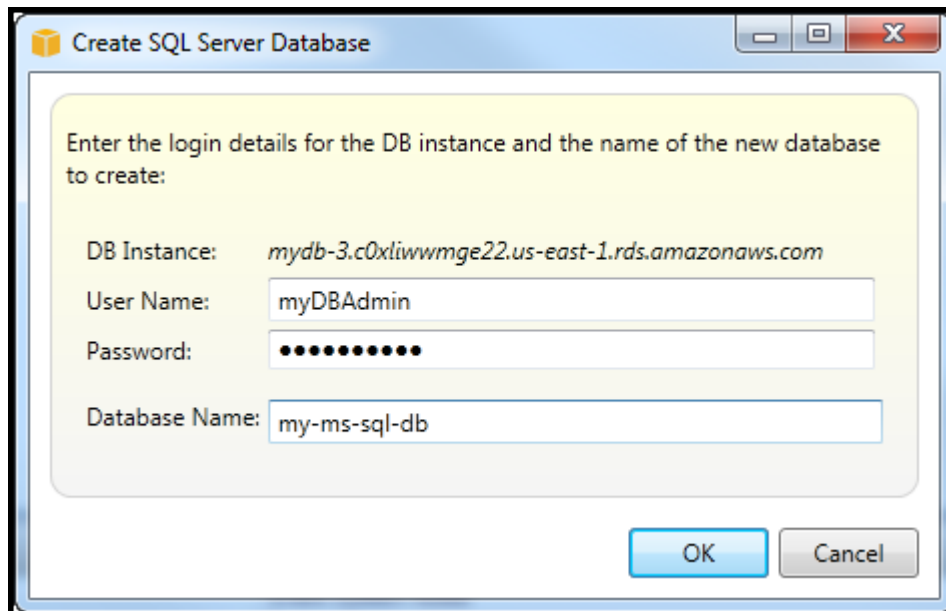 Create SQL Server Database
Enter the login details for the DB instance and the name of the new database
to create:
DB Instance: mydb-3.c0xliwwmge22.us-east-1.rds.amazonaws.com
User Name: myDBAdmin
Password: ●●●●●●●●●●
Database Name: my-ms-sql-db
OK Cancel